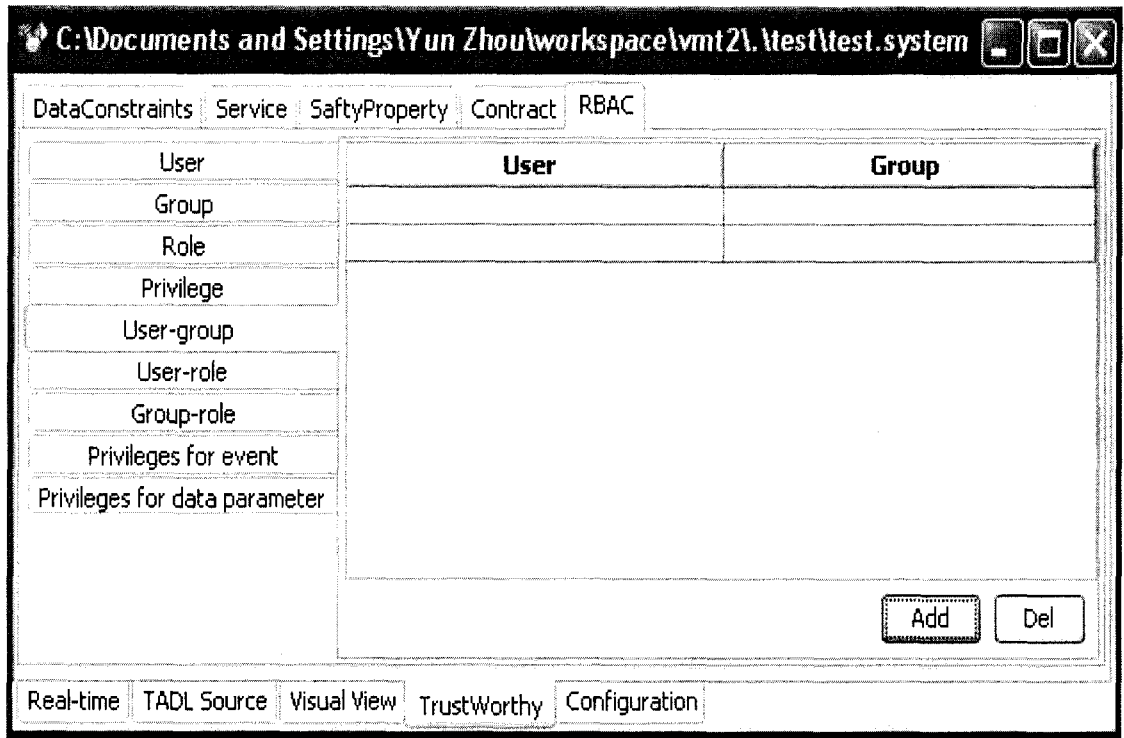 C:\Documents and Settings\Yun Zhou\workspace\vmt2\.\test\test.system
DataConstraints Service SaftyProperty Contract RBAC
User
Group
Role
Privilege
User-group
User-role
Group-role
Privileges for event
Privileges for data parameter
User Group
Add Del
Real-time TADL Source Visual View TrustWorthy Configuration